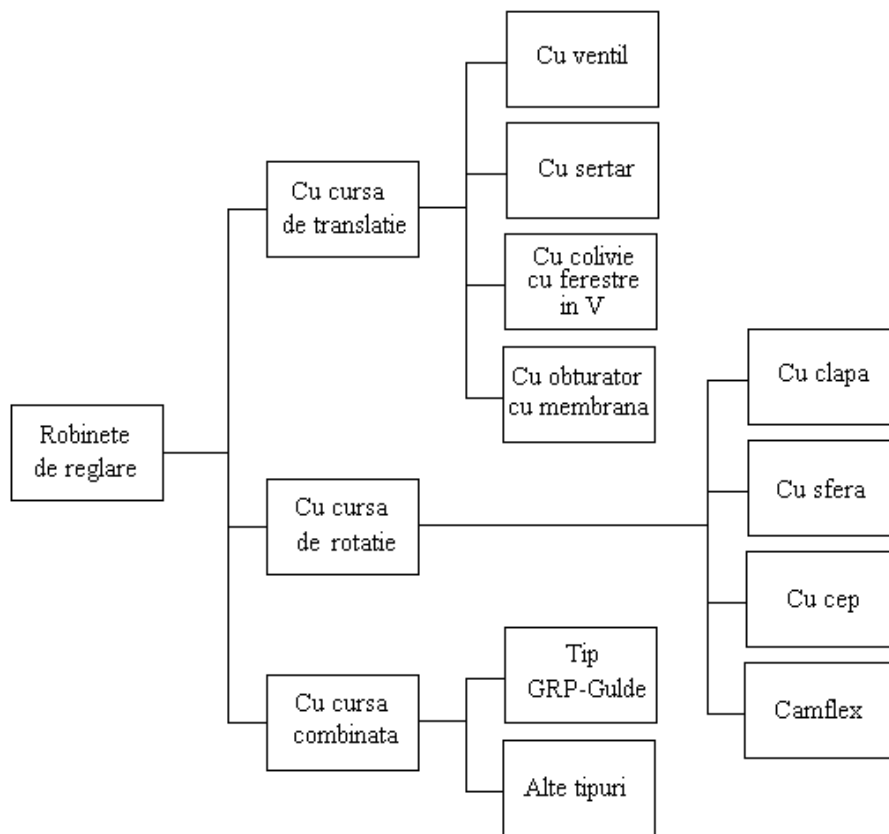 Robinete
de reglare
Cu cursa
de translatie
Cu ventil
Cu sertar
Cu colivie
cu ferestre
in V
Cu obturator
cu membrana
Cu cursa
de rotatie
Cu clapa
Cu sfera
Cu cep
Camflex
Cu cursa
combinata
Tip
GRP-Gulde
Alte tipuri